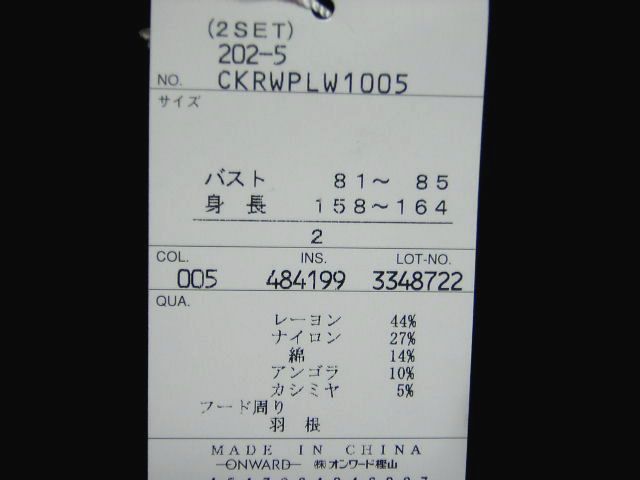 (2SET)
202-5
NO. CKRWPLW1005
サイズ
バスト 81～ 85
身 長 158～164
2
COL. INS. LOT-NO.
005 484199 3348722
QUA.
レーヨン 44%
ナイロン 27%
綿 14%
アンゴラ 10%
カシミヤ 5%
フード周り
羽 根
MADE IN CHINA
ONWARD ㈱オンワード樫山